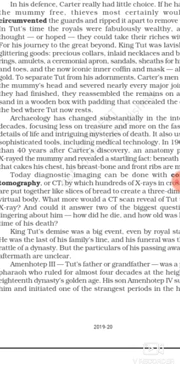 In his defence, Carter really had little choice. If he h
the mummy free, thieves most certainly would
circumvented the guards and ripped it apart to remove
In Tut's time the royals were fabulously wealthy, a
thought — or hoped — they could take their riches wit
For his journey to the great beyond, King Tut was lavis
glittering goods: precious collars, inlaid necklaces and b
rings, amulets, a ceremonial apron, sandals, sheaths for
and toes, and the now iconic inner coffin and mask — al
gold. To separate Tut from his adornments, Carter's men
the mummy's head and severed nearly every major joi
they had finished, they reassembled the remains on a
sand in a wooden box with padding that concealed the d
the bed where Tut now rests.
Archaeology has changed substantially in the int
decades, focusing less on treasure and more on the fas
details of life and intriguing mysteries of death. It also u
sophisticated tools, including medical technology. In 19
than 40 years after Carter's discovery, an anatomy p
X-rayed the mummy and revealed a startling fact: beneath
that cakes his chest, his breast-bone and front ribs are m
Today diagnostic imaging can be done with co
tomography, or CT, by which hundreds of X-rays in cr
are put together like slices of bread to create a three-dim
virtual body. What more would a CT scan reveal of Tut
X-ray? And could it answer two of the biggest questi
lingering about him — how did he die, and how old was
time of his death?
King Tut's demise was a big event, even by royal sta
He was the last of his family's line, and his funeral was t
rattle of a dynasty. But the particulars of his passing awa
aftermath are unclear.
Amenhotep III — Tut's father or grandfather — was a
pharaoh who ruled for almost four decades at the heigh
eighteenth dynasty's golden age. His son Amenhotep IV s
him and initiated one of the strangest periods in the h
2019-20